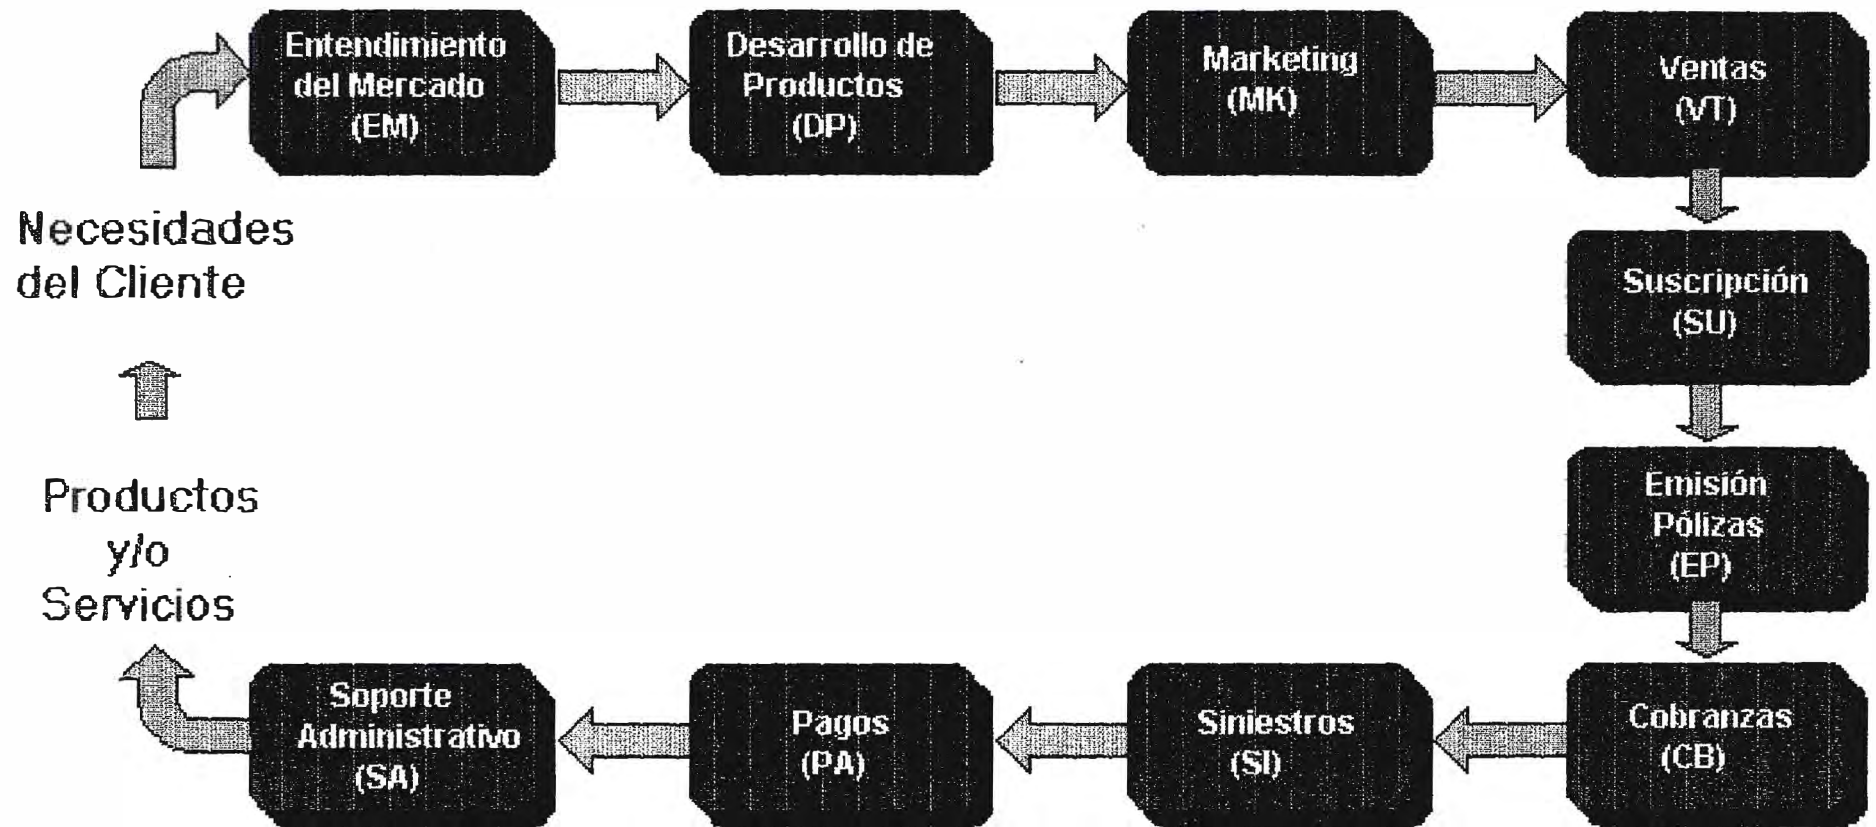 Entendimiento
del Mercado
(EM)
Desarrollo de
Productos
(DP)
Marketing
(MK)
Ventas
(VT)
Necesidades
del Cliente
Suscripción
(SU)
Emisión
Pólizas
(EP)
Productos
y/o
Servicios
Soporte
Administrativo
(SA)
Pagos
(PA)
Siniestros
(SI)
Cobranzas
(CB)